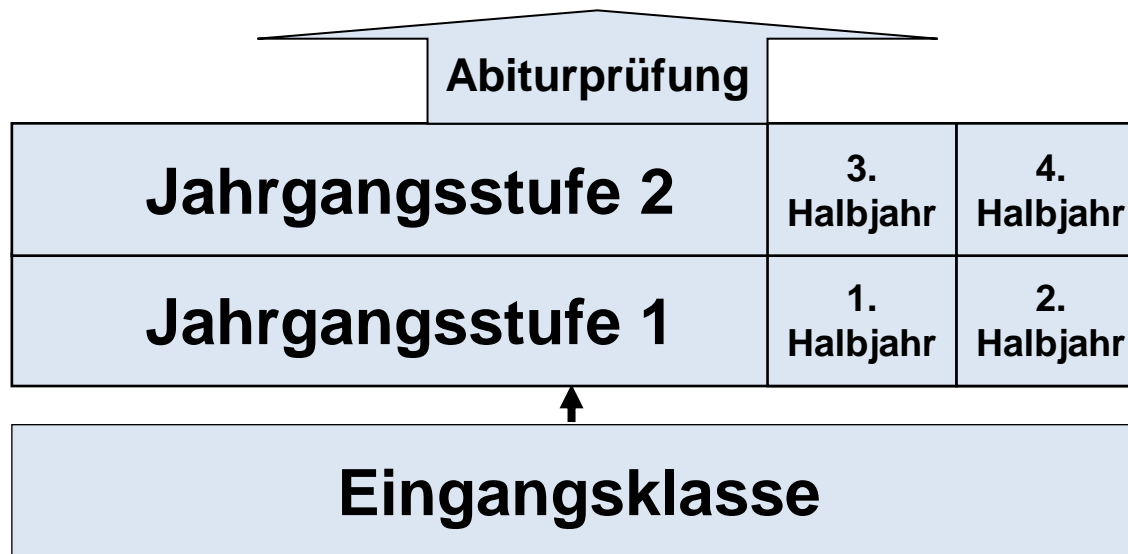 Abiturprüfung
Jahrgangsstufe 2
3.
Halbjahr
4.
Halbjahr
Jahrgangsstufe 1
1.
Halbjahr
2.
Halbjahr
Eingangsklasse